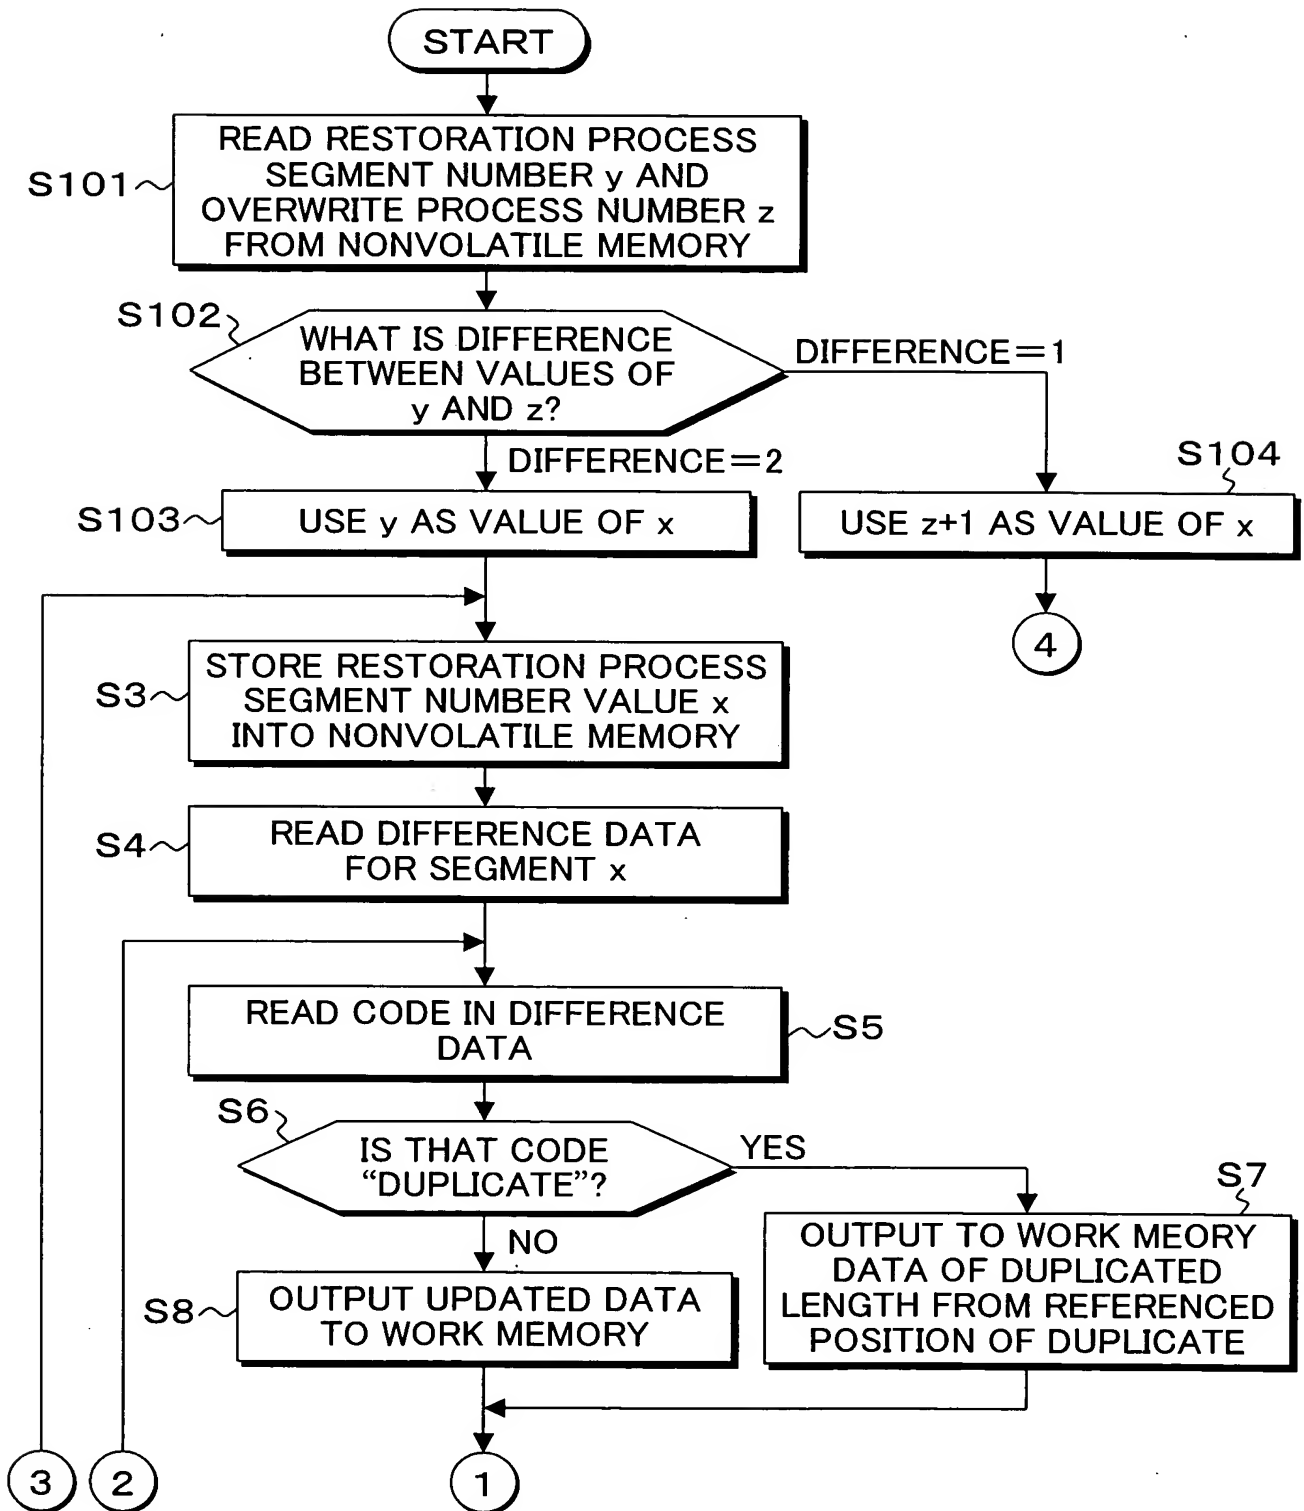 START
READ RESTORATION PROCESS
SEGMENT NUMBER y AND
OVERWRITE PROCESS NUMBER z
FROM NONVOLATILE MEMORY
S101
S102
WHAT IS DIFFERENCE
BETWEEN VALUES OF
y AND z?
DIFFERENCE=1
DIFFERENCE=2
S104
S103
USE y AS VALUE OF x
USE z+1 AS VALUE OF x
4
STORE RESTORATION PROCESS
SEGMENT NUMBER VALUE x
INTO NONVOLATILE MEMORY
S3
READ DIFFERENCE DATA
FOR SEGMENT x
S4
READ CODE IN DIFFERENCE
DATA
S5
S6
IS THAT CODE
“DUPLICATE”?
YES
NO
S7
OUTPUT TO WORK MEORY
DATA OF DUPLICATED
LENGTH FROM REFERENCED
POSITION OF DUPLICATE
S8
OUTPUT UPDATED DATA
TO WORK MEMORY
3
2
1